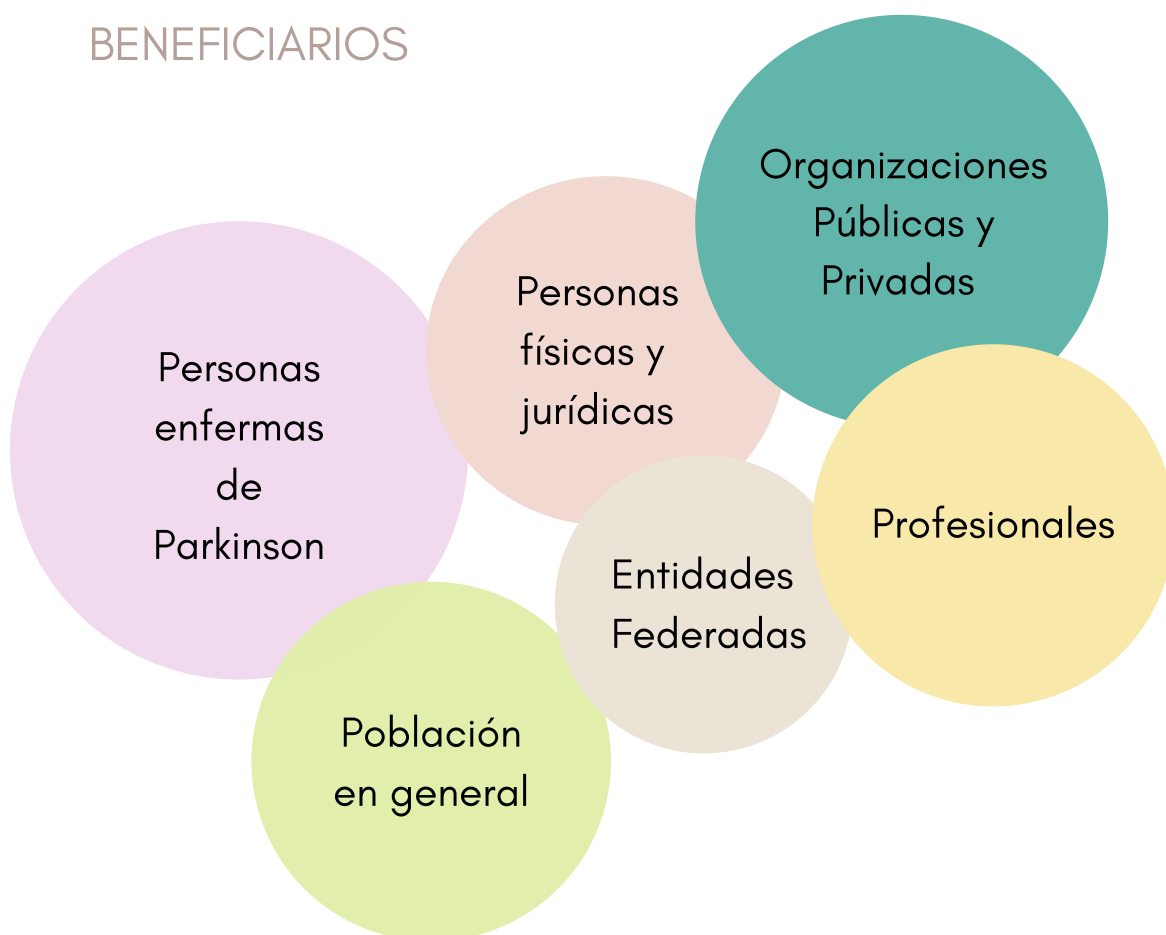 BENEFICIARIOS
Organizaciones
Públicas y
Privadas
Personas
físicas y
jurídicas
Personas
enfermas
de
Parkinson
Profesionales
Entidades
Federadas
Población
en general